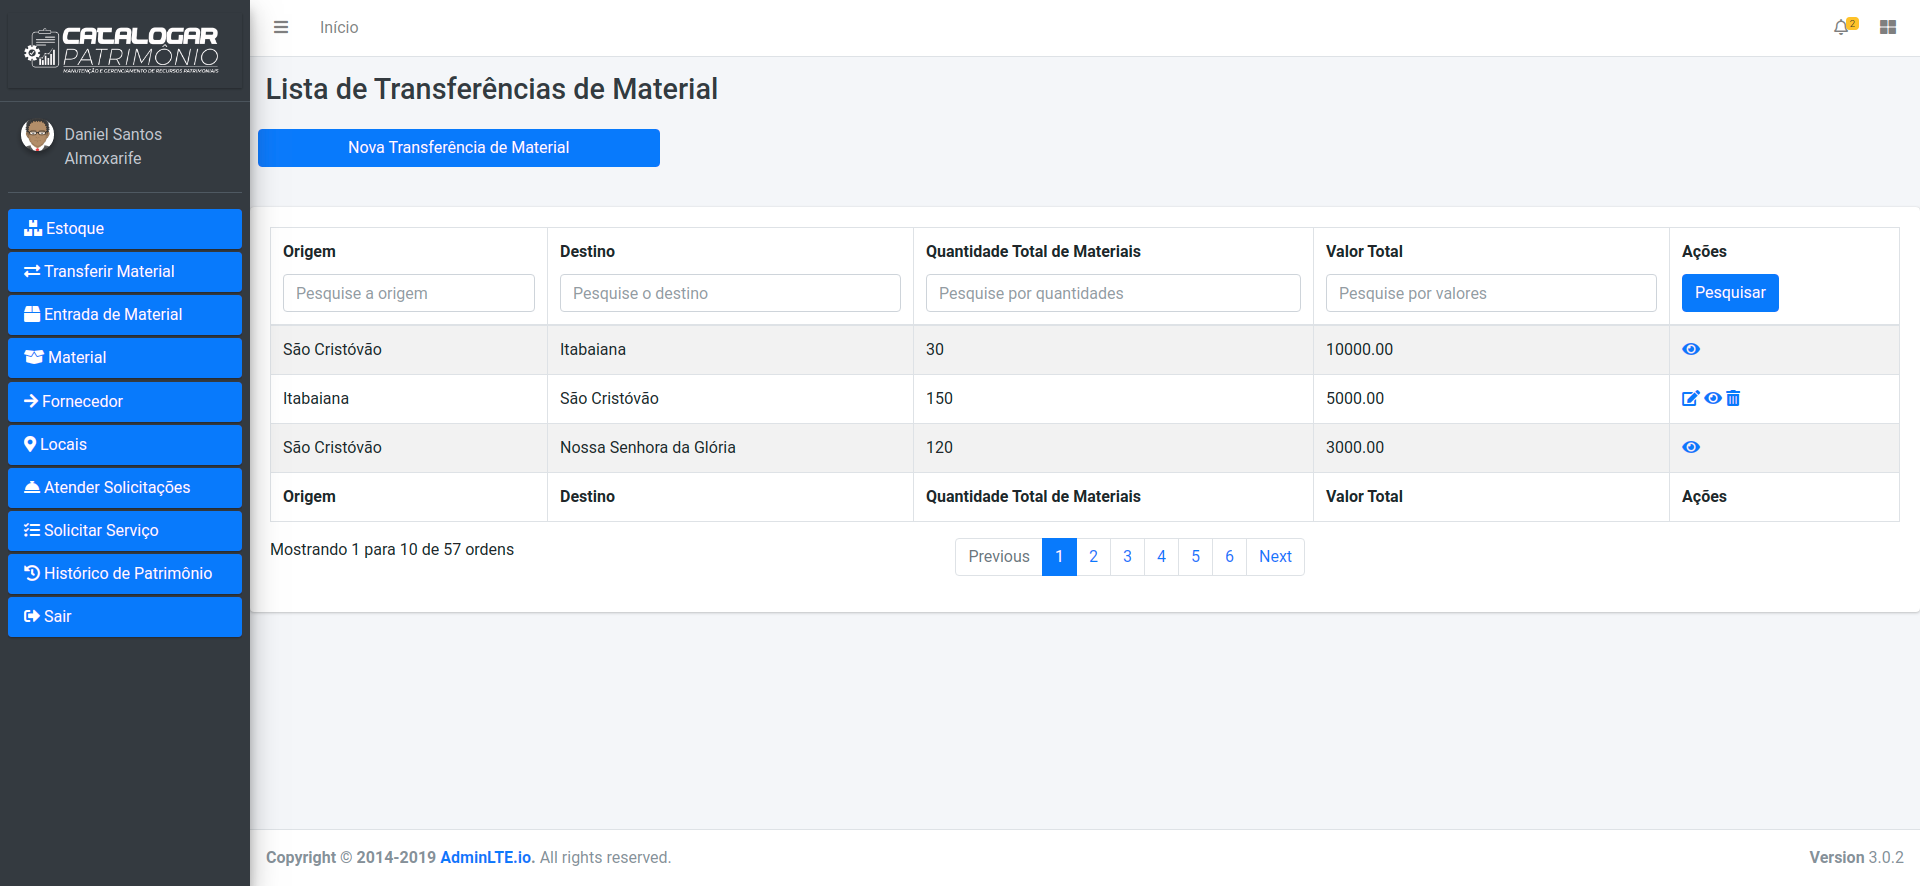 CATALOGAR
PATRIMÔNIO
MANUTENÇÃO E GERENCIAMENTO DE RECURSOS PATRIMONIAIS
Daniel Santos
Almoxarife
Estoque
Transferir Material
Entrada de Material
Material
Fornecedor
Locais
Atender Solicitações
Solicitar Serviço
Histórico de Patrimônio
Sair
Início
2
Lista de Transferências de Material
Nova Transferência de Material
Origem Destino Quantidade Total de Materiais Valor Total Ações
Pesquise a origem Pesquise o destino Pesquise por quantidades Pesquise por valores Pesquisar
São Cristóvão Itabaiana 30 10000.00
Itabaiana São Cristóvão 150 5000.00
São Cristóvão Nossa Senhora da Glória 120 3000.00
Origem Destino Quantidade Total de Materiais Valor Total Ações
Mostrando 1 para 10 de 57 ordens
Previous 1 2 3 4 5 6 Next
Copyright © 2014-2019 AdminLTE.io. All rights reserved.
Version 3.0.2